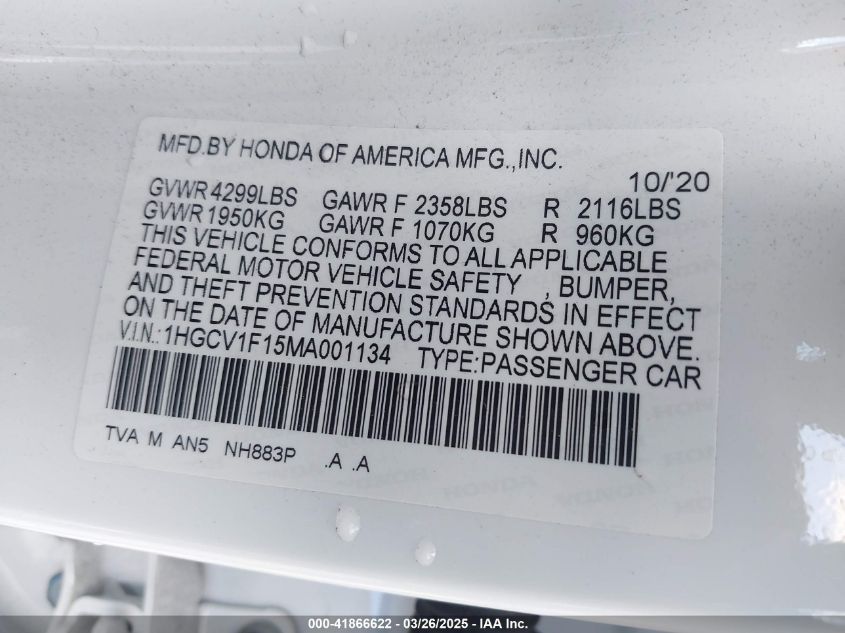 MFD.BY HONDA OF AMERICA MFG.,INC.
10/'20
GVWR 4299LBS GAWR F 2358LBS R 2116LBS
GVWR 1950KG GAWR F 1070KG R 960KG
THIS VEHICLE CONFORMS TO ALL APPLICABLE
FEDERAL MOTOR VEHICLE SAFETY , BUMPER,
AND THEFT PREVENTION STANDARDS IN EFFECT
ON THE DATE OF MANUFACTURE SHOWN ABOVE.
V.I.N.:1HGCV1F15MA001134 TYPE:PASSENGER CAR
TVA M AN5 NH883P .A .A
HONDA
000-41866622 — 03/26/2025 — IAA Inc.